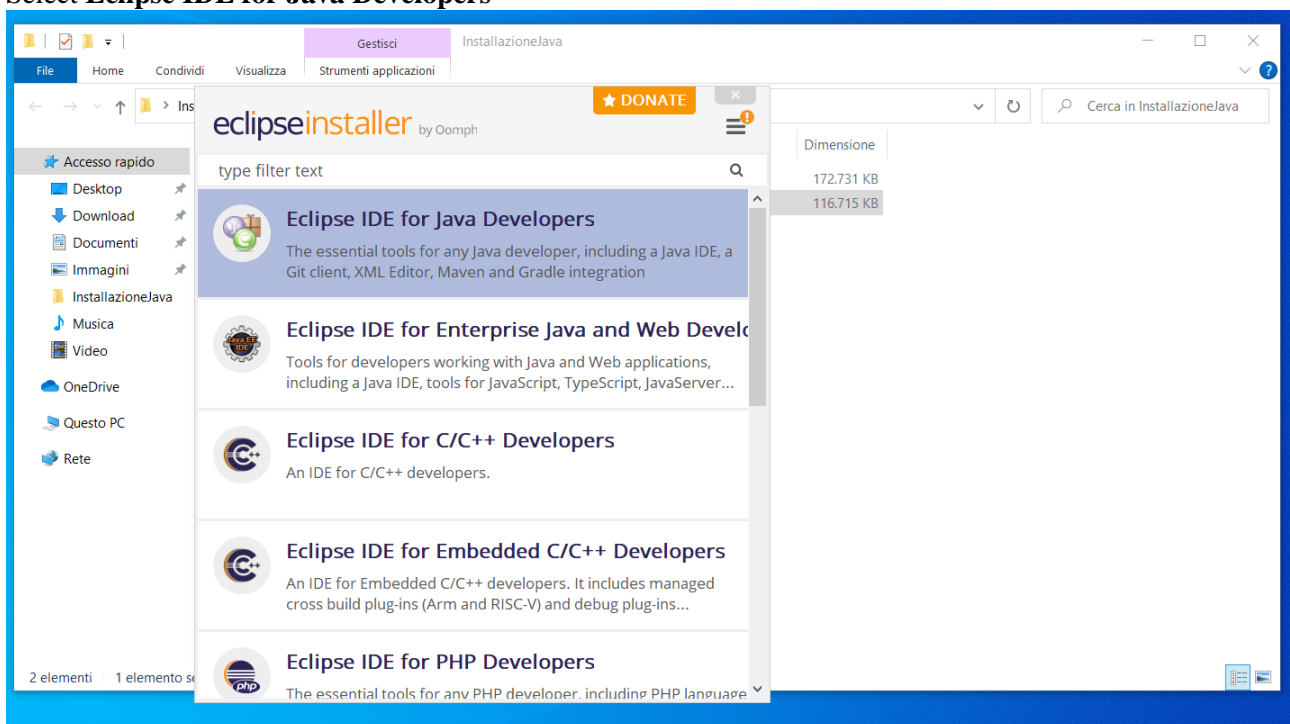 Select Eclipse IDE for Java Developers
Gestisci
InstallazioneJava
File
Home
Condividi
Visualizza
Strumenti applicazioni
Ins
Cerca in InstallazioneJava
eclipseinstaller by Oomph
DONATE
type filter text
Dimensione
172.731 KB
116.715 KB
Accesso rapido
Desktop
Download
Documenti
Immagini
InstallazioneJava
Musica
Video
OneDrive
Questo PC
Rete
Eclipse IDE for Java Developers
The essential tools for any Java developer, including a Java IDE, a
Git client, XML Editor, Maven and Gradle integration
Eclipse IDE for Enterprise Java and Web Develo
Tools for developers working with Java and Web applications,
including a Java IDE, tools for JavaScript, TypeScript, JavaServer...
Eclipse IDE for C/C++ Developers
An IDE for C/C++ developers.
Eclipse IDE for Embedded C/C++ Developers
An IDE for Embedded C/C++ developers. It includes managed
cross build plug-ins (Arm and RISC-V) and debug plug-ins...
Eclipse IDE for PHP Developers
The essential tools for any PHP developer, including PHP language
2 elementi
1 elemento se